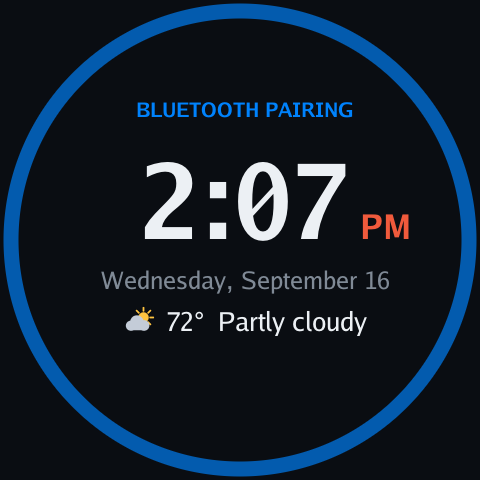 BLUETOOTH PAIRING
2:07 PM
Wednesday, September 16
72° Partly cloudy